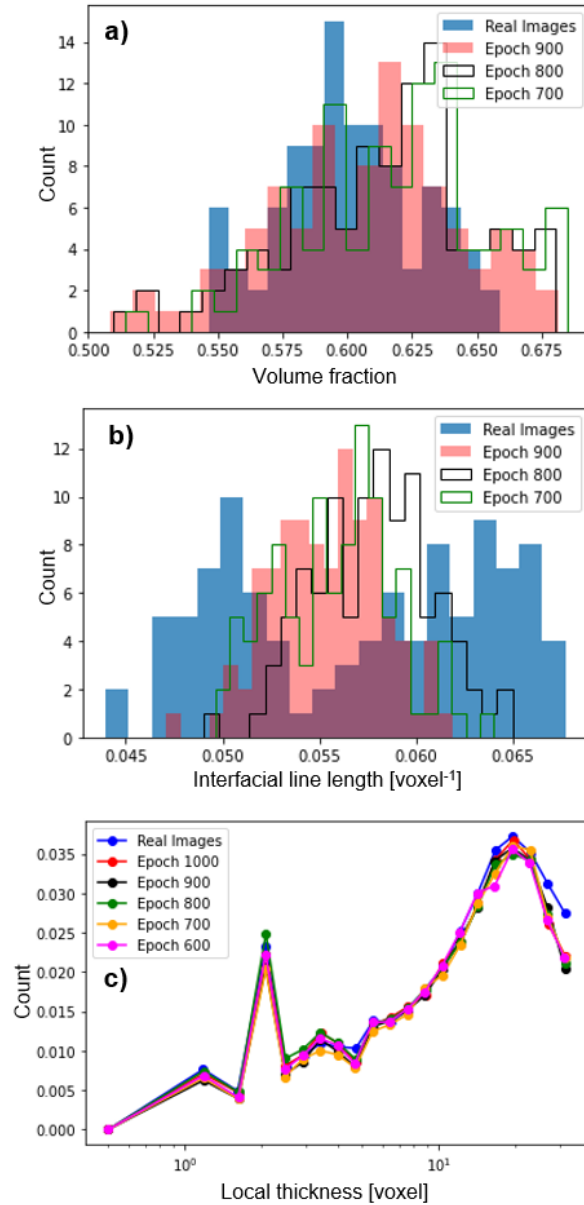 a)
Real Images
Epoch 900
Epoch 800
Epoch 700
14
12
10
8
6
4
2
0
Count
0.500 0.525 0.550 0.575 0.600 0.625 0.650 0.675
Volume fraction
b)
Real Images
Epoch 900
Epoch 800
Epoch 700
12
10
8
6
4
2
0
Count
0.045 0.050 0.055 0.060 0.065
Interfacial line length [voxel⁻¹]
Real Images
Epoch 1000
Epoch 900
Epoch 800
Epoch 700
Epoch 600
c)
0.035
0.030
0.025
0.020
0.015
0.010
0.005
0.000
Count
10⁰ 10¹
Local thickness [voxel]